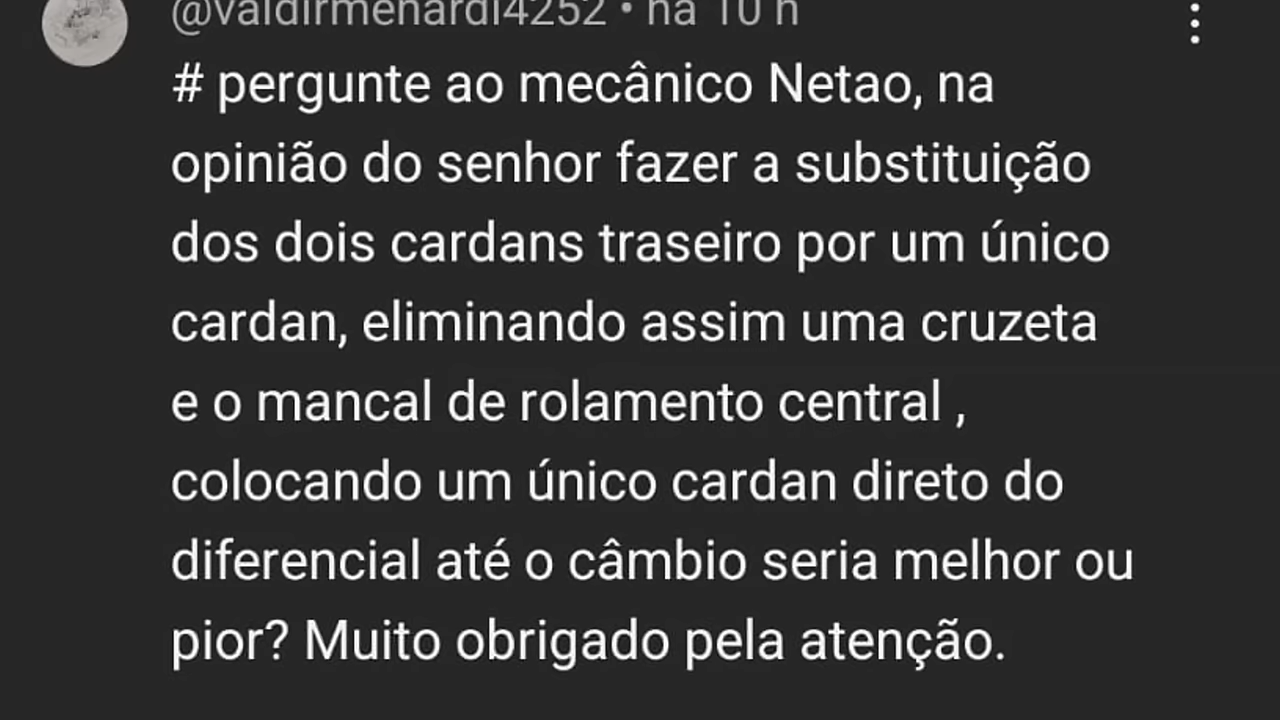 @valdirmenardi4252 • há 10 h
# pergunte ao mecânico Netao, na
opinião do senhor fazer a substituição
dos dois cardans traseiro por um único
cardan, eliminando assim uma cruzeta
e o mancal de rolamento central ,
colocando um único cardan direto do
diferencial até o câmbio seria melhor ou
pior? Muito obrigado pela atenção.